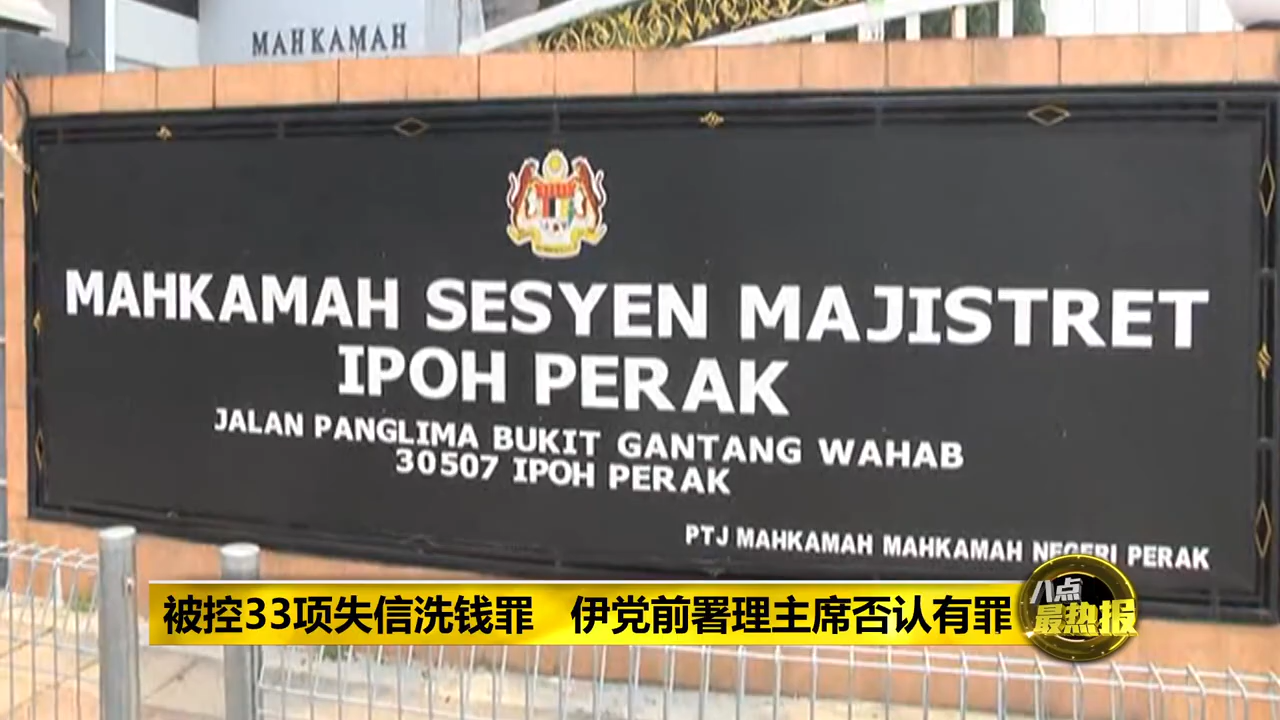 MAHKAMAH
MAHKAMAH SESYEN MAJISTRET
IPOH PERAK
JALAN PANGLIMA BUKIT GANTANG WAHAB
30507 IPOH PERAK
PTJ MAHKAMAH MAHKAMAH NEGERI PERAK
被控33项失信洗钱罪 伊党前署理主席否认有罪
八点
最热报